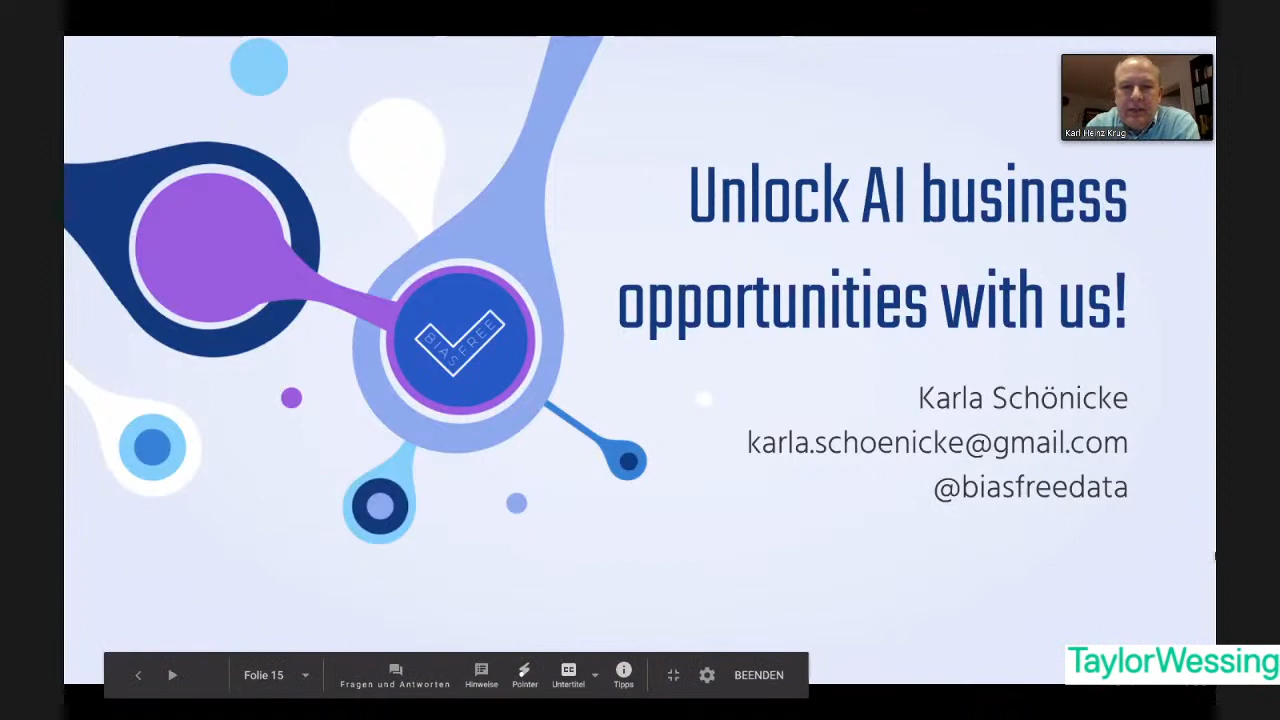 Karl Heinz Krug
Unlock AI business
opportunities with us!
BIAS FREE
Karla Schönicke
karla.schoenicke@gmail.com
@biasfreedata
Folie 15
Fragen und Antworten
Hinweise
Pointer
CC
Untertitel
Tipps
BEENDEN
TaylorWessing